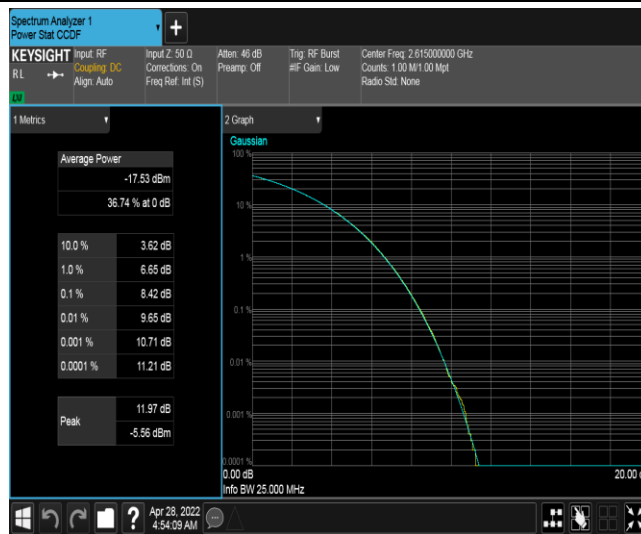 Spectrum Analyzer 1
Power Stat CCDF
+
KEYSIGHT
RL
LXI
Input: RF
Coupling: DC
Align: Auto
Input Z: 50 Ω
Corrections: On
Freq Ref: Int (S)
Atten: 46 dB
Preamp: Off
Trig: RF Burst
#IF Gain: Low
Center Freq: 2.615000000 GHz
Counts: 1.00 M/1.00 Mpt
Radio Std: None
1 Metrics
Average Power
-17.53 dBm
36.74 % at 0 dB
10.0 % 3.62 dB
1.0 % 6.65 dB
0.1 % 8.42 dB
0.01 % 9.65 dB
0.001 % 10.71 dB
0.0001 % 11.21 dB
Peak
11.97 dB
-5.56 dBm
2 Graph
Gaussian
100 %
10 %
1 %
0.1 %
0.01 %
0.001 %
0.0001 %
0.00 dB
20.00
Info BW 25.000 MHz
?
Apr 28, 2022
4:54:09 AM